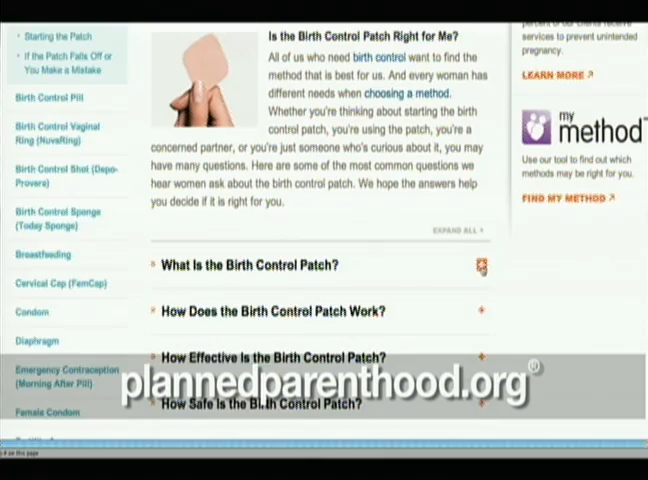 Starting the Patch
If the Patch Falls Off or
You Make a Mistake
Birth Control Pill
Birth Control Vaginal
Ring (NuvaRing)
Birth Control Shot (Depo-
Provera)
Birth Control Sponge
(Today Sponge)
Breastfeeding
Cervical Cap (FemCap)
Condom
Diaphragm
Emergency Contraception
(Morning After Pill)
Female Condom
Is the Birth Control Patch Right for Me?
All of us who need birth control want to find the
method that is best for us. And every woman has
different needs when choosing a method.
Whether you're thinking about starting the birth
control patch, you're using the patch, you're a
concerned partner, or you're just someone who's curious about it, you may
have many questions. Here are some of the most common questions we
hear women ask about the birth control patch. We hope the answers help
you decide if it is right for you.
EXPAND ALL +
What Is the Birth Control Patch?
How Does the Birth Control Patch Work?
How Effective Is the Birth Control Patch?
plannedparenthood.org®
How Safe Is the Birth Control Patch?
percent of our clients receive
services to prevent unintended
pregnancy.
LEARN MORE
my
method™
Use our tool to find out which
methods may be right for you.
FIND MY METHOD
on this page